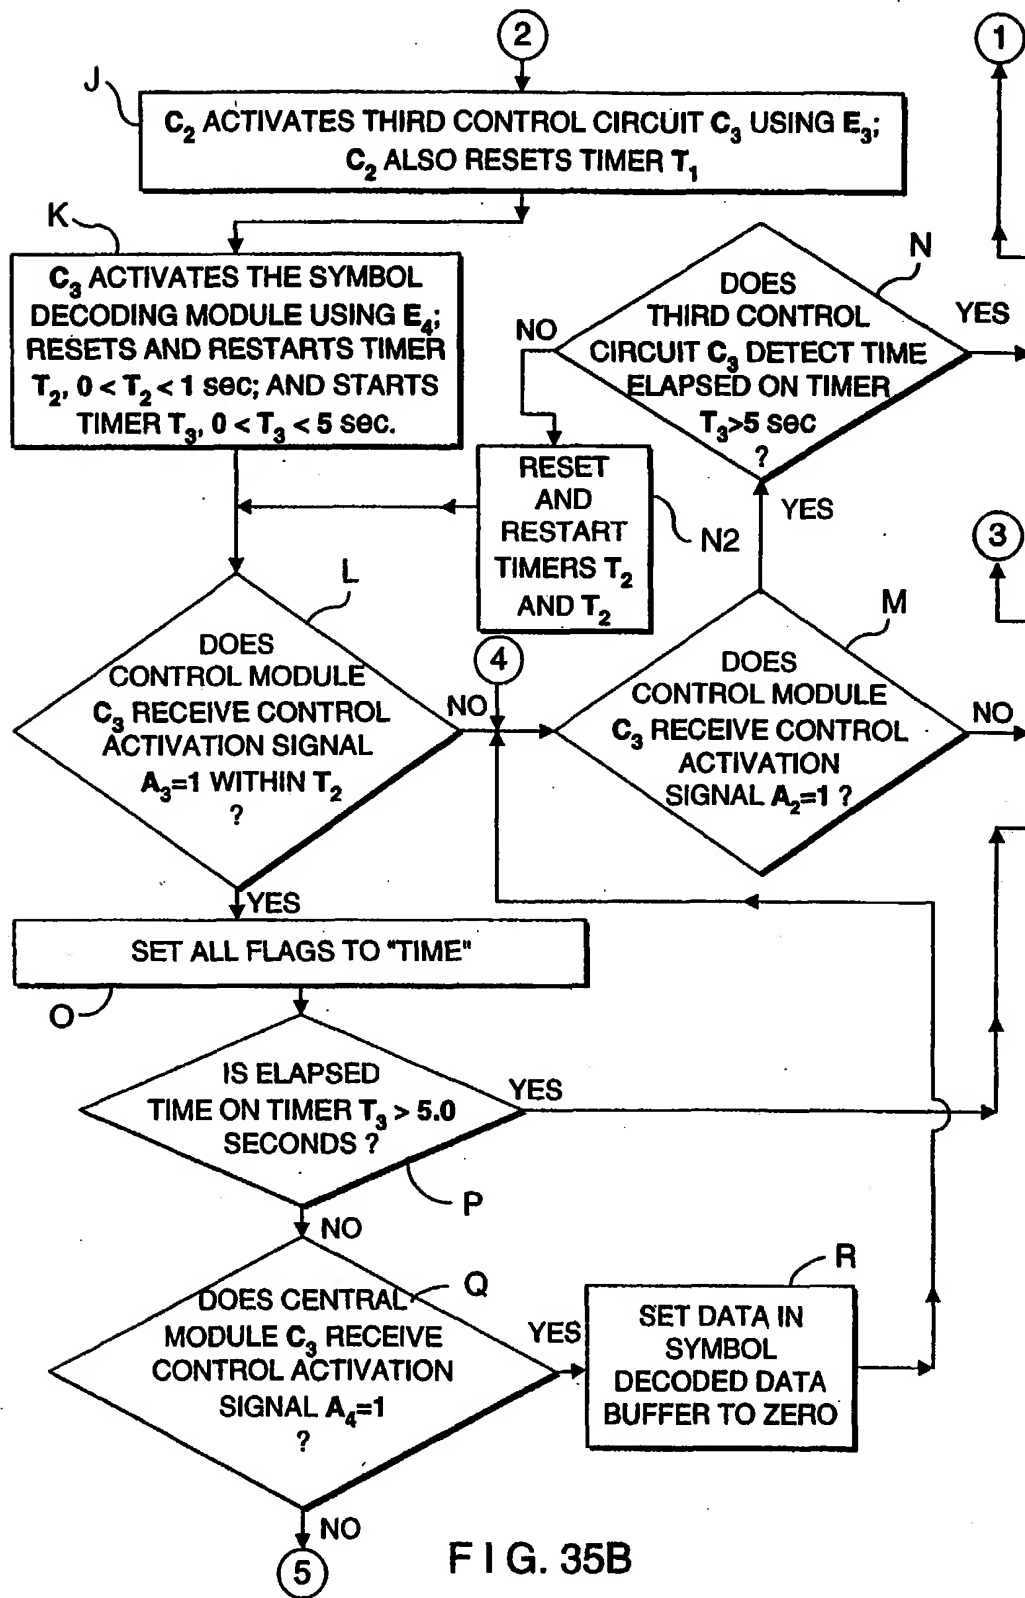 2
1
J
C2 ACTIVATES THIRD CONTROL CIRCUIT C3 USING E3;
C2 ALSO RESETS TIMER T1
K
C3 ACTIVATES THE SYMBOL
DECODING MODULE USING E4;
RESETS AND RESTARTS TIMER
T2, 0 < T2 < 1 sec; AND STARTS
TIMER T3, 0 < T3 < 5 sec.
N
DOES
THIRD CONTROL
CIRCUIT C3 DETECT TIME
ELAPSED ON TIMER
T3>5 sec
?
NO
YES
RESET
AND
RESTART
TIMERS T2
AND T2
N2
YES
3
L
DOES
CONTROL MODULE
C3 RECEIVE CONTROL
ACTIVATION SIGNAL
A3=1 WITHIN T2
?
NO
4
M
DOES
CONTROL MODULE
C3 RECEIVE CONTROL
ACTIVATION
SIGNAL A2=1 ?
NO
YES
SET ALL FLAGS TO "TIME"
O
IS ELAPSED
TIME ON TIMER T3 > 5.0
SECONDS ?
YES
P
NO
Q
DOES CENTRAL
MODULE C3 RECEIVE
CONTROL ACTIVATION
SIGNAL A4=1
?
YES
R
SET DATA IN
SYMBOL
DECODED DATA
BUFFER TO ZERO
NO
5
FIG. 35B